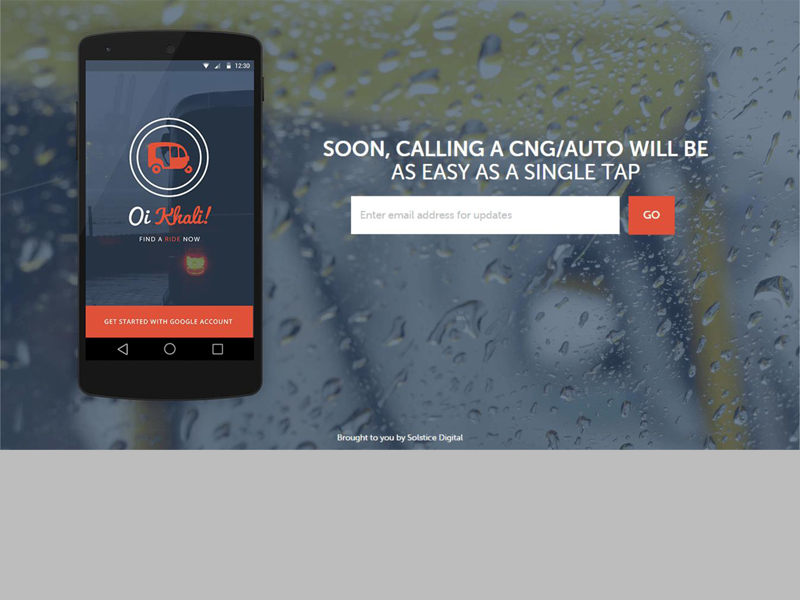 12:30
Oi Khali!
FIND A RIDE NOW
GET STARTED WITH GOOGLE ACCOUNT
SOON, CALLING A CNG/AUTO WILL BE
AS EASY AS A SINGLE TAP
Enter email address for updates
GO
Brought to you by Solstice Digital